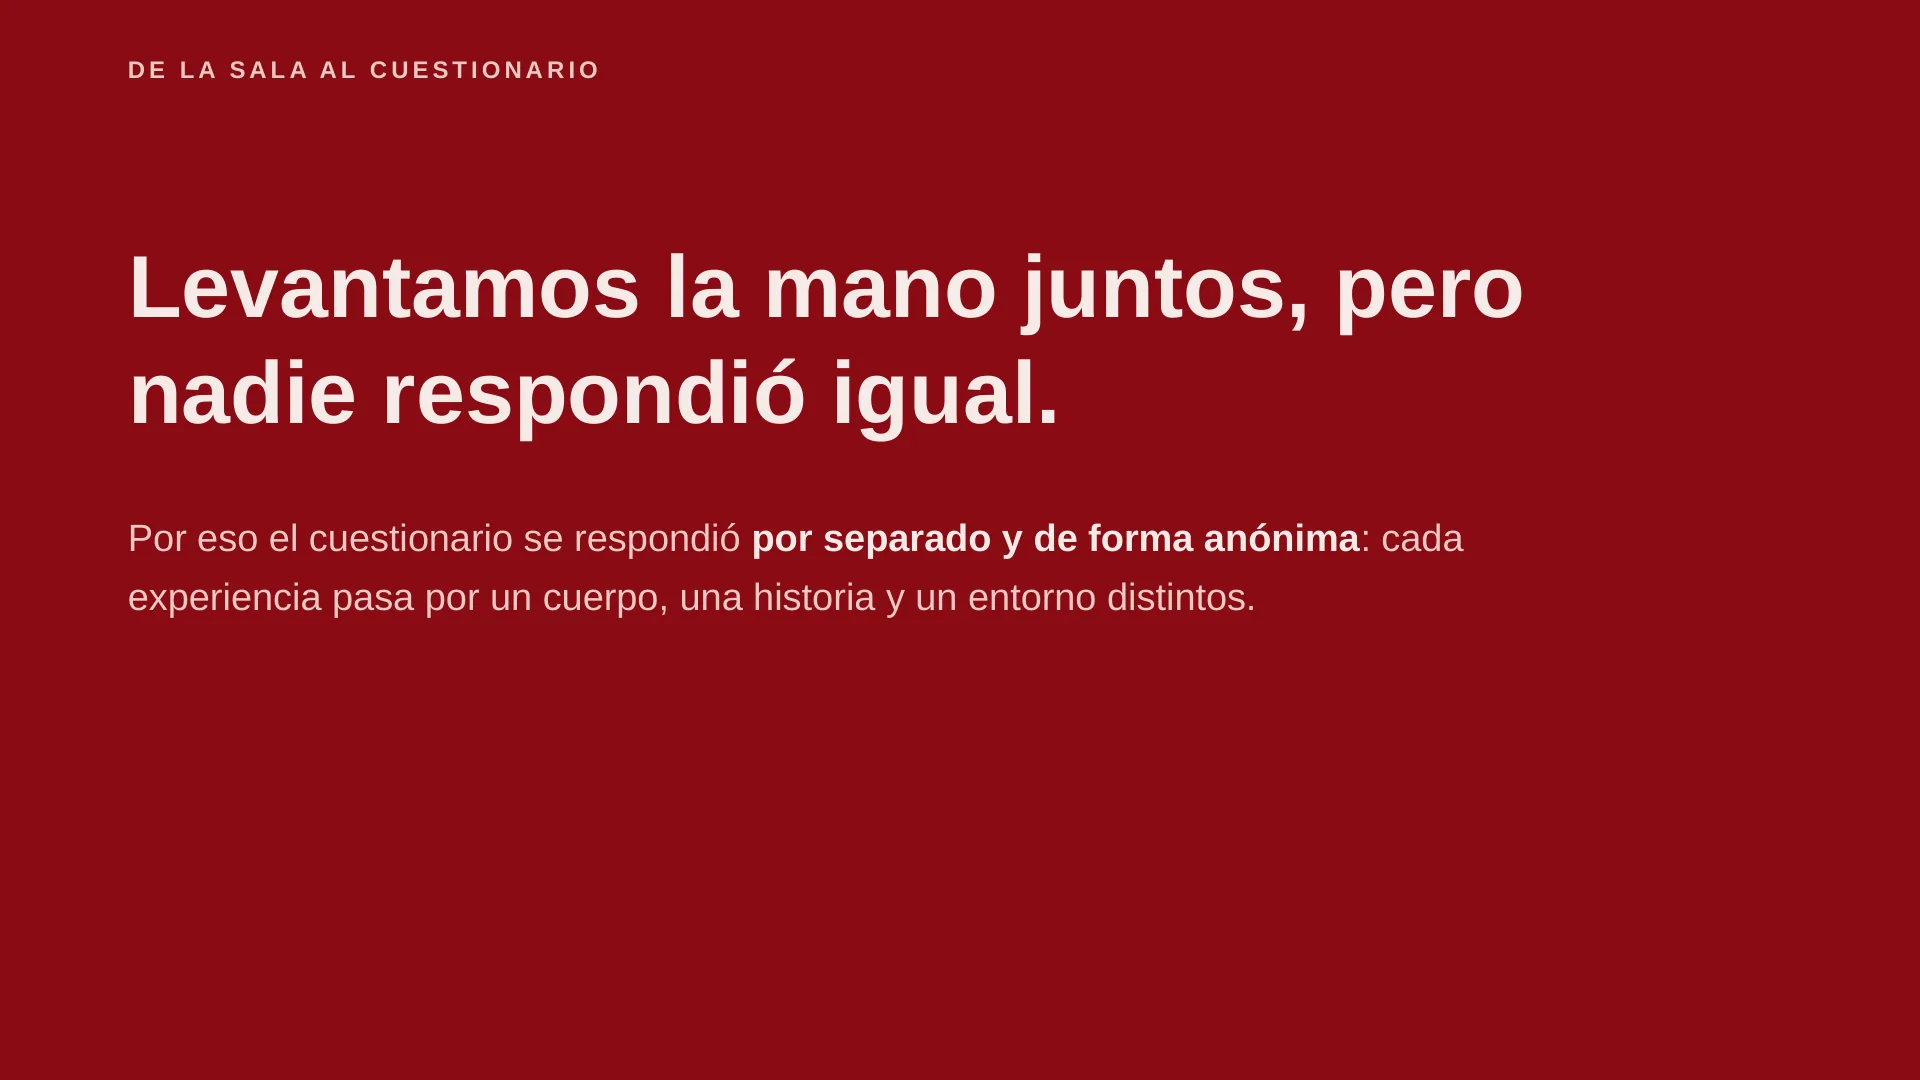 DE LA SALA AL CUESTIONARIO
Levantamos la mano juntos, pero
nadie respondió igual.
Por eso el cuestionario se respondió por separado y de forma anónima: cada
experiencia pasa por un cuerpo, una historia y un entorno distintos.